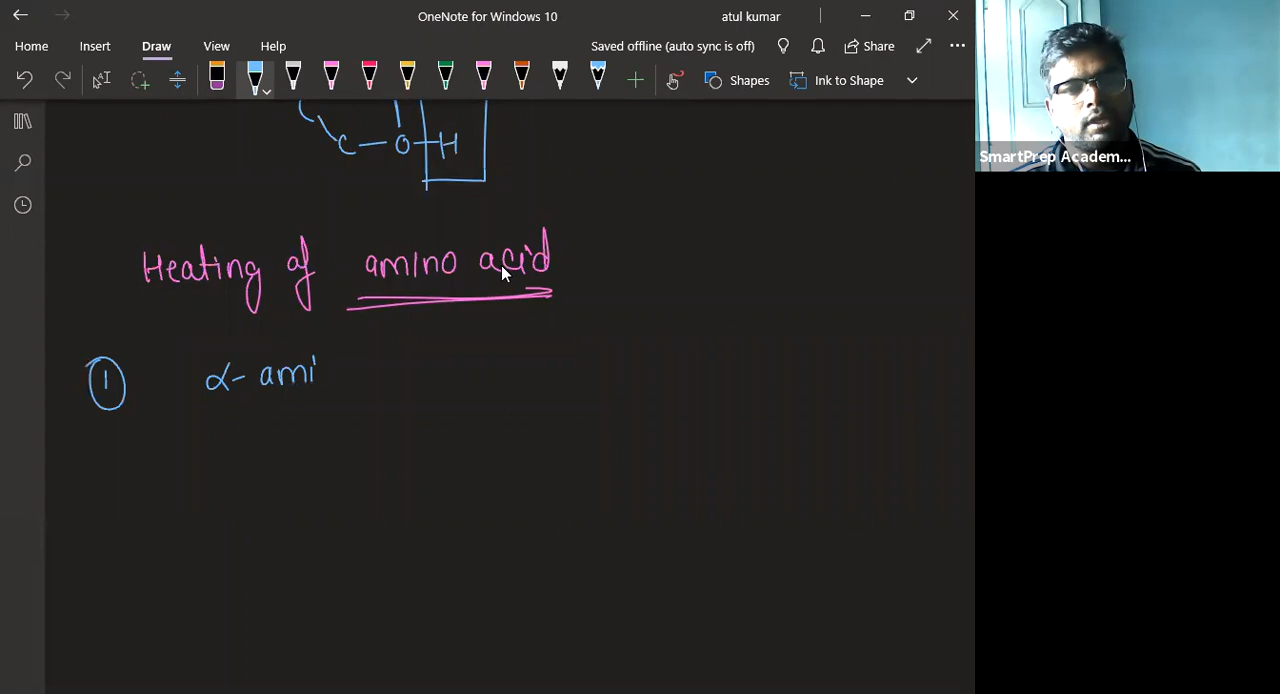 OneNote for Windows 10
atul kumar
Home Insert Draw View Help
Saved offline (auto sync is off)
Share
Shapes
Ink to Shape
SmartPrep Academ...
C - O - H
Heating of amino acid
1 α- ami